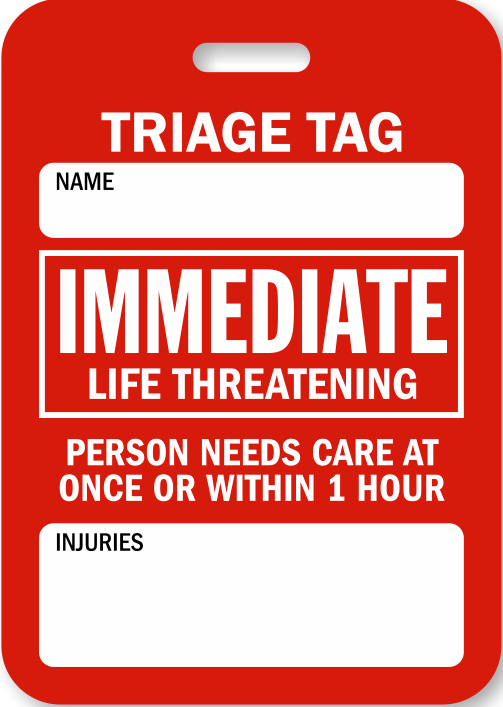 TRIAGE TAG
NAME
IMMEDIATE
LIFE THREATENING
PERSON NEEDS CARE AT
ONCE OR WITHIN 1 HOUR
INJURIES